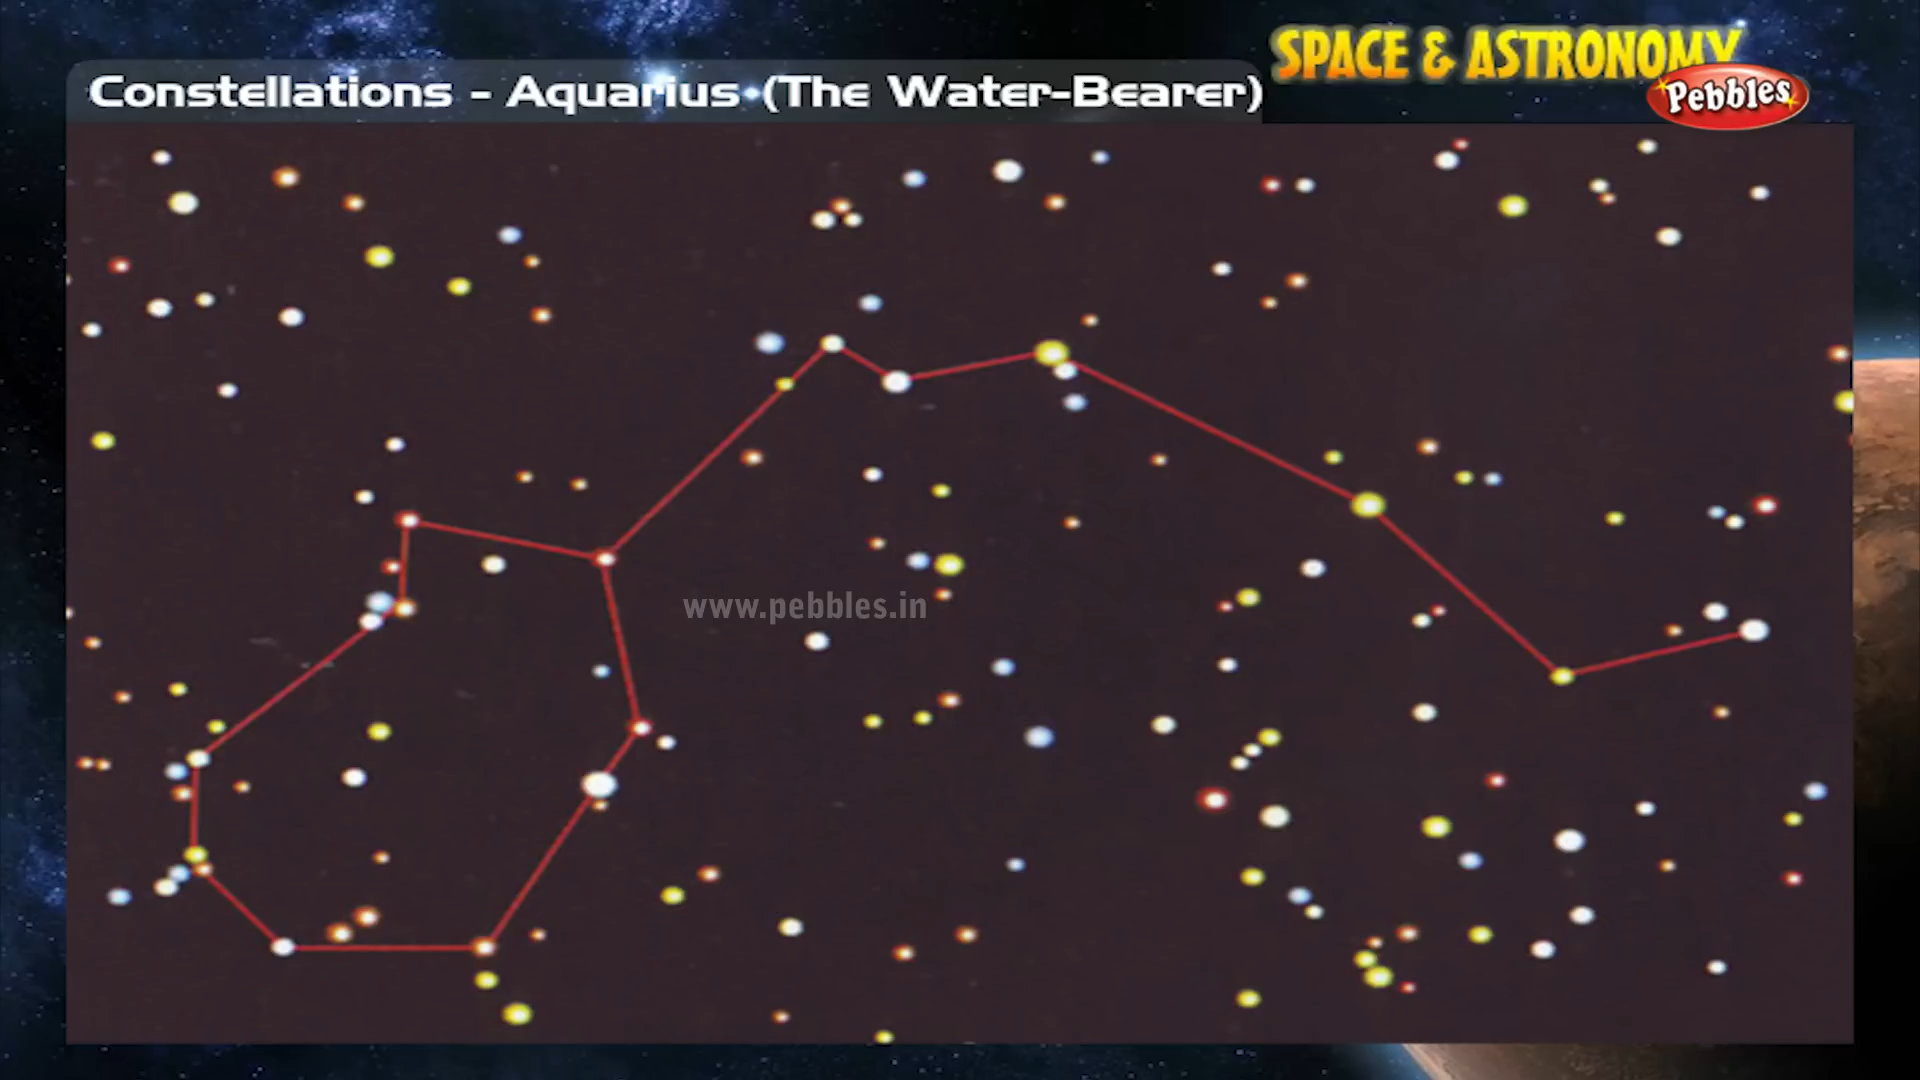 SPACE & ASTRONOMY
Pebbles
Constellations - Aquarius (The Water-Bearer)
www.pebbles.in